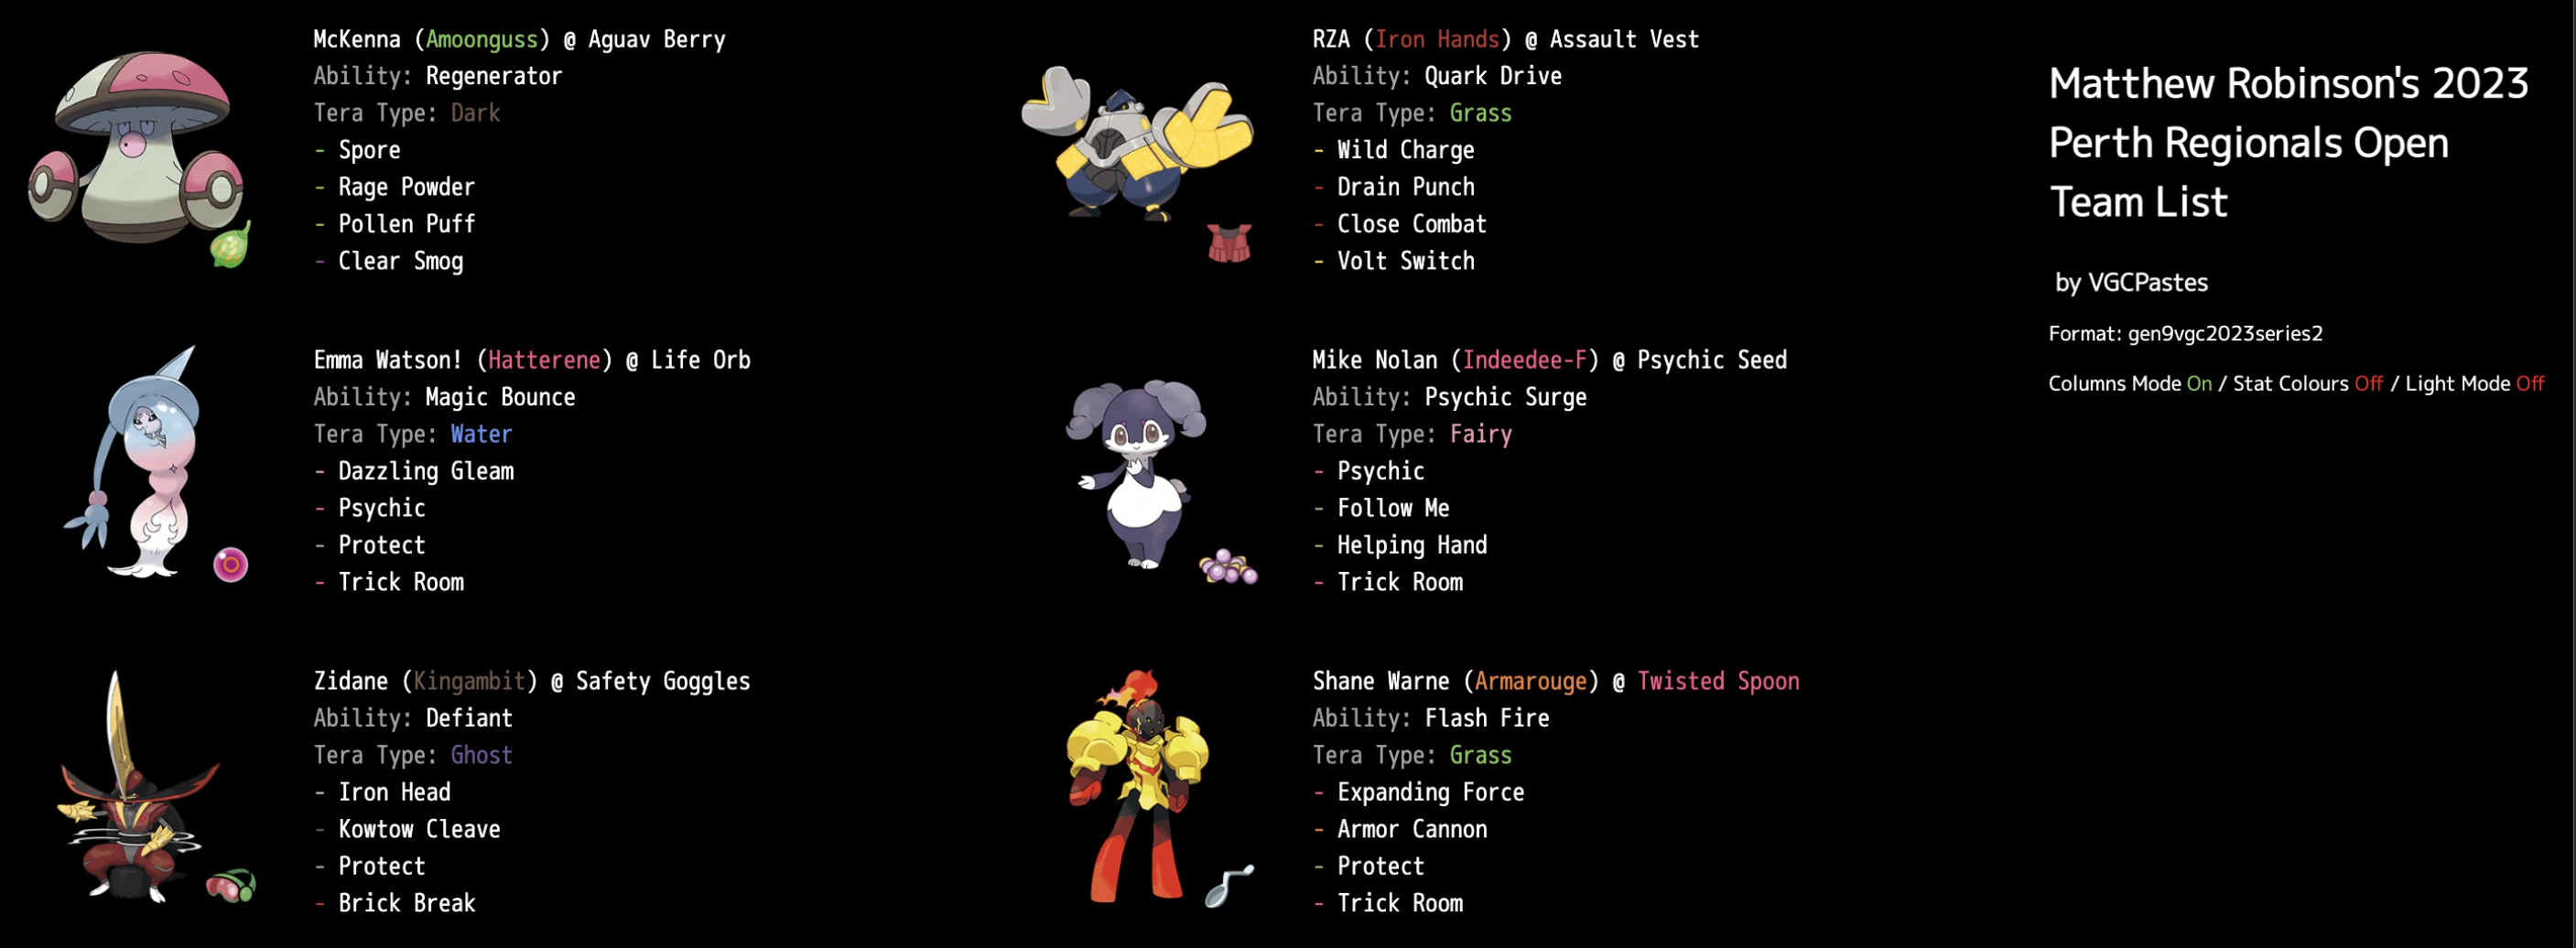 McKenna (Amoonguss) @ Aguav Berry
Ability: Regenerator
Tera Type: Dark
- Spore
- Rage Powder
- Pollen Puff
- Clear Smog
RZA (Iron Hands) @ Assault Vest
Ability: Quark Drive
Tera Type: Grass
- Wild Charge
- Drain Punch
- Close Combat
- Volt Switch
Emma Watson! (Hatterene) @ Life Orb
Ability: Magic Bounce
Tera Type: Water
- Dazzling Gleam
- Psychic
- Protect
- Trick Room
Mike Nolan (Indeedee-F) @ Psychic Seed
Ability: Psychic Surge
Tera Type: Fairy
- Psychic
- Follow Me
- Helping Hand
- Trick Room
Zidane (Kingambit) @ Safety Goggles
Ability: Defiant
Tera Type: Ghost
- Iron Head
- Kowtow Cleave
- Protect
- Brick Break
Shane Warne (Armarouge) @ Twisted Spoon
Ability: Flash Fire
Tera Type: Grass
- Expanding Force
- Armor Cannon
- Protect
- Trick Room
Matthew Robinson's 2023
Perth Regionals Open
Team List
by VGCPastes
Format: gen9vgc2023series2
Columns Mode On / Stat Colours Off / Light Mode Off